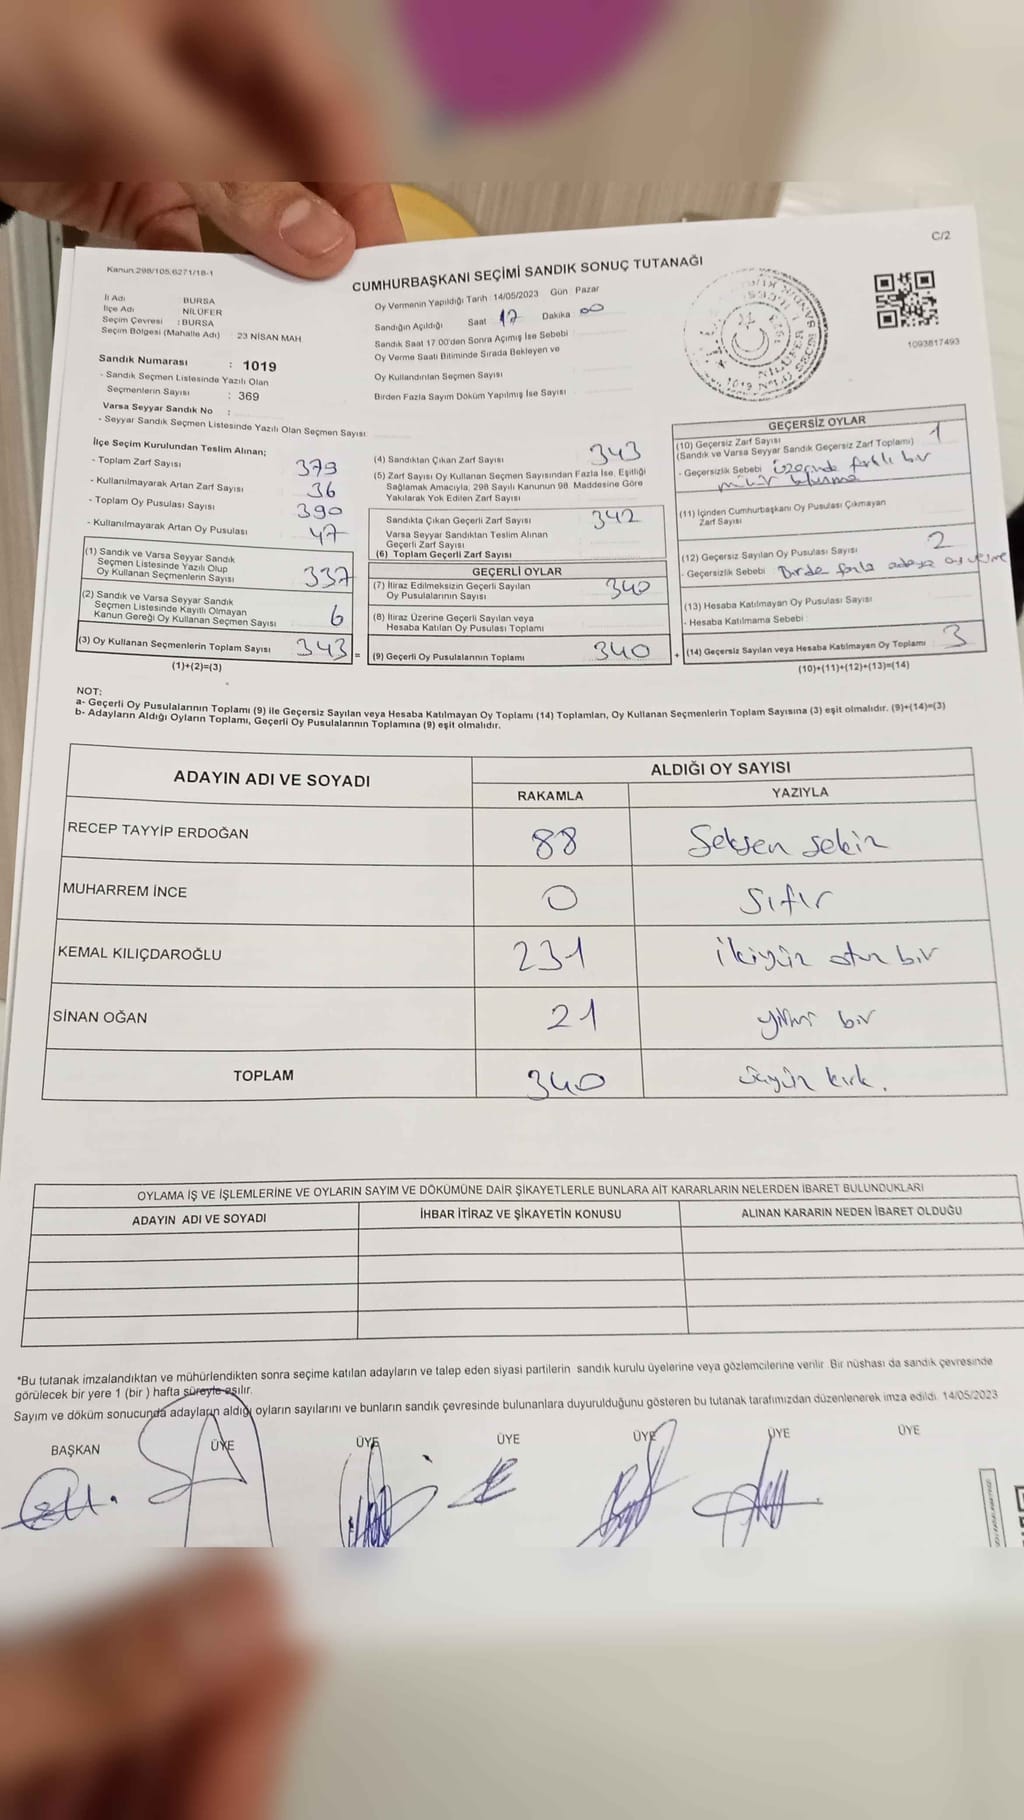 C/2
Kanun.298/105,6271/18-1
CUMHURBAŞKANI SEÇİMİ SANDIK SONUÇ TUTANAĞI
İl Adı BURSA
İlçe Adı NİLÜFER
Seçim Çevresi : BURSA
Seçim Bölgesi (Mahalle Adı) : 23 NİSAN MAH
Sandık Numarası : 1019
- Sandık Seçmen Listesinde Yazılı Olan
Seçmenlerin Sayısı : 369
Varsa Seyyar Sandık No :
- Seyyar Sandık Seçmen Listesinde Yazılı Olan Seçmen Sayısı:
Oy Vermenin Yapıldığı Tarih : 14/05/2023 Gün : Pazar
Sandığın Açıldığı Saat 17 Dakika 00
Sandık Saat 17.00'den Sonra Açımış İse Sebebi :
Oy Verme Saati Bitiminde Sırada Bekleyen ve
Oy Kullandırılan Seçmen Sayısı
Birden Fazla Sayım Döküm Yapılmış İse Sayısı
1019
NİLÜFER
1093817493
İlçe Seçim Kurulundan Teslim Alınan;
- Toplam Zarf Sayısı 379
- Kullanılmayarak Artan Zarf Sayısı 36
- Toplam Oy Pusulası Sayısı 390
- Kullanılmayarak Artan Oy Pusulası 47
(1) Sandık ve Varsa Seyyar Sandık
Seçmen Listesinde Yazılı Olup
Oy Kullanan Seçmenlerin Sayısı 337
(2) Sandık ve Varsa Seyyar Sandık
Seçmen Listesinde Kayıtlı Olmayan
Kanun Gereği Oy Kullanan Seçmen Sayısı 6
(3) Oy Kullanan Seçmenlerin Toplam Sayısı 343 =
(1)+(2)=(3)
(4) Sandıktan Çıkan Zarf Sayısı 343
(5) Zarf Sayısı Oy Kullanan Seçmen Sayısından Fazla İse, Eşitliği
Sağlamak Amacıyla, 298 Sayılı Kanunun 98. Maddesine Göre
Yakılarak Yok Edilen Zarf Sayısı
Sandıkta Çıkan Geçerli Zarf Sayısı 342
Varsa Seyyar Sandıktan Teslim Alınan
Geçerli Zarf Sayısı
(6) Toplam Geçerli Zarf Sayısı
GEÇERLİ OYLAR
(7) İtiraz Edilmeksizin Geçerli Sayılan
Oy Pusulalarının Sayısı 340
(8) İtiraz Üzerine Geçerli Sayılan veya
Hesaba Katılan Oy Pusulası Toplamı
(9) Geçerli Oy Pusulalarının Toplamı 340 +
GEÇERSİZ OYLAR
(10) Geçersiz Zarf Sayısı 1
(Sandık ve Varsa Seyyar Sandık Geçersiz Zarf Toplamı)
- Geçersizlik Sebebi üzerinde farklı bir
mühür bulunma
(11) İçinden Cumhurbaşkanı Oy Pusulası Çıkmayan
Zarf Sayısı
(12) Geçersiz Sayılan Oy Pusulası Sayısı 2
- Geçersizlik Sebebi Birden fazla adaya oy verme
(13) Hesaba Katılmayan Oy Pusulası Sayısı
- Hesaba Katılmama Sebebi :
(14) Geçersiz Sayılan veya Hesaba Katılmayan Oy Toplamı 3
(10)+(11)+(12)+(13)=(14)
NOT:
a- Geçerli Oy Pusulalarının Toplamı (9) ile Geçersiz Sayılan veya Hesaba Katılmayan Oy Toplamı (14) Toplamları, Oy Kullanan Seçmenlerin Toplam Sayısına (3) eşit olmalıdır. (9)+(14)=(3)
b- Adayların Aldığı Oyların Toplamı, Geçerli Oy Pusulalarının Toplamına (9) eşit olmalıdır.
ADAYIN ADI VE SOYADI ALDIĞI OY SAYISI
RAKAMLA YAZIYLA
RECEP TAYYİP ERDOĞAN 88 Seksen sekiz
MUHARREM İNCE 0 Sıfır
KEMAL KILIÇDAROĞLU 231 ikiyüz otuz bir
SİNAN OĞAN 21 yirmi bir
TOPLAM 340 üçyüz kırk.
OYLAMA İŞ VE İŞLEMLERİNE VE OYLARIN SAYIM VE DÖKÜMÜNE DAİR ŞİKAYETLERLE BUNLARA AİT KARARLARIN NELERDEN İBARET BULUNDUKLARI
ADAYIN ADI VE SOYADI İHBAR İTİRAZ VE ŞİKAYETİN KONUSU ALINAN KARARIN NEDEN İBARET OLDUĞU
*Bu tutanak imzalandıktan ve mühürlendikten sonra seçime katılan adayların ve talep eden siyasi partilerin sandık kurulu üyelerine veya gözlemcilerine verilir. Bir nüshası da sandık çevresinde
görülecek bir yere 1 (bir ) hafta süreyle asılır.
Sayım ve döküm sonucunda adayların aldığı oyların sayılarını ve bunların sandık çevresinde bulunanlara duyurulduğunu gösteren bu tutanak tarafımızdan düzenlenerek imza edildi. 14/05/2023
BAŞKAN ÜYE ÜYE ÜYE ÜYE ÜYE ÜYE